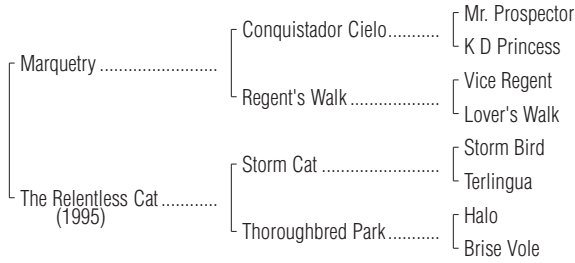 Mr. Prospector
Conquistador Cielo...........
K D Princess
Marquetry ........................
Vice Regent
Regent's Walk ...................
Lover's Walk
Storm Bird
Storm Cat .........................
Terlingua
The Relentless Cat............
(1995)
Halo
Thoroughbred Park...........
Brise Vole